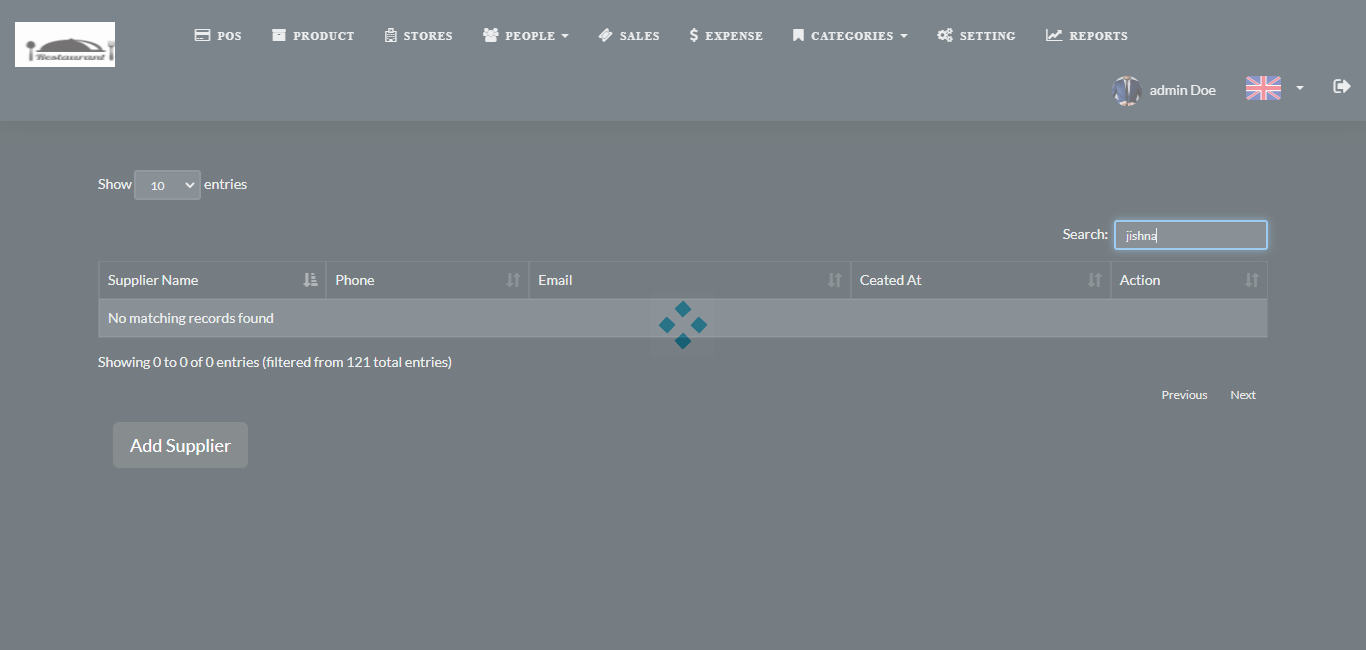 Restaurant
POS PRODUCT STORES PEOPLE SALES EXPENSE CATEGORIES SETTING REPORTS
admin Doe
Show 10 entries
Search: jishna
Supplier Name Phone Email Ceated At Action
No matching records found
Showing 0 to 0 of 0 entries (filtered from 121 total entries)
Previous Next
Add Supplier